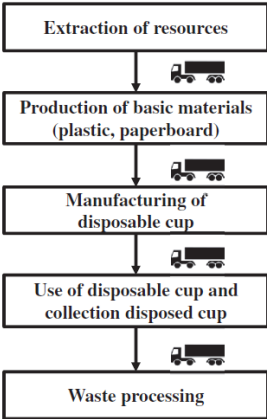 Extraction of resources
Production of basic materials
(plastic, paperboard)
Manufacturing of
disposable cup
Use of disposable cup and
collection disposed cup
Waste processing